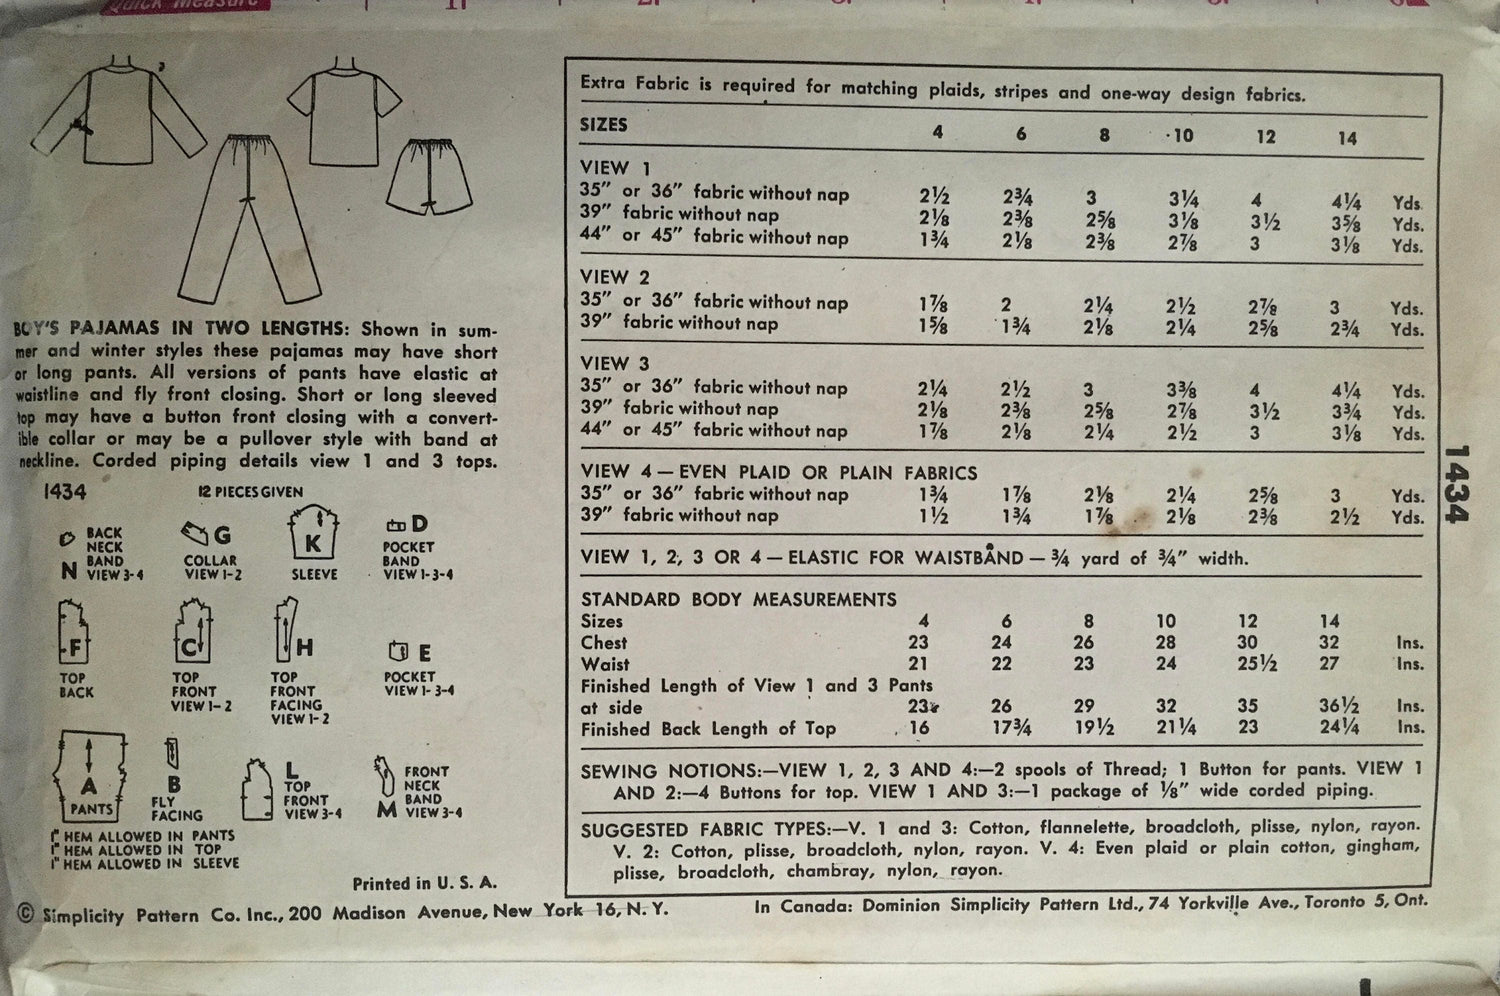 Quick Measure 1. 2. 3. 4. 5. 6
BOY'S PAJAMAS IN TWO LENGTHS: Shown in sum-
mer and winter styles these pajamas may have short
or long pants. All versions of pants have elastic at
waistline and fly front closing. Short or long sleeved
top may have a button front closing with a convert-
ible collar or may be a pullover style with band at
neckline. Corded piping details view 1 and 3 tops.
1434 12 PIECES GIVEN
N BACK NECK BAND VIEW 3-4
G COLLAR VIEW 1-2
K SLEEVE
D POCKET BAND VIEW 1-3-4
F TOP BACK
C TOP FRONT VIEW 1-2
H TOP FRONT FACING VIEW 1-2
E POCKET VIEW 1-3-4
A PANTS
B FLY FACING
L TOP FRONT VIEW 3-4
M FRONT NECK BAND VIEW 3-4
1" HEM ALLOWED IN PANTS
1" HEM ALLOWED IN TOP
1" HEM ALLOWED IN SLEEVE
Printed in U. S. A.
Extra Fabric is required for matching plaids, stripes and one-way design fabrics.
SIZES 4 6 8 10 12 14
VIEW 1
35" or 36" fabric without nap 2½ 2¾ 3 3¼ 4 4¼ Yds.
39" fabric without nap 2⅛ 2⅜ 2⅝ 3⅛ 3½ 3⅝ Yds.
44" or 45" fabric without nap 1¾ 2⅛ 2⅜ 2⅞ 3 3⅛ Yds.
VIEW 2
35" or 36" fabric without nap 1⅞ 2 2¼ 2½ 2⅞ 3 Yds.
39" fabric without nap 1⅝ 1¾ 2⅛ 2¼ 2⅝ 2¾ Yds.
VIEW 3
35" or 36" fabric without nap 2¼ 2½ 3 3⅜ 4 4¼ Yds.
39" fabric without nap 2⅛ 2⅜ 2⅝ 2⅞ 3½ 3¾ Yds.
44" or 45" fabric without nap 1⅞ 2⅛ 2¼ 2½ 3 3⅛ Yds.
VIEW 4 — EVEN PLAID OR PLAIN FABRICS
35" or 36" fabric without nap 1¾ 1⅞ 2⅛ 2¼ 2⅝ 3 Yds.
39" fabric without nap 1½ 1¾ 1⅞ 2⅛ 2⅜ 2½ Yds.
VIEW 1, 2, 3 OR 4 — ELASTIC FOR WAISTBAND — ¾ yard of ¾" width.
STANDARD BODY MEASUREMENTS
Sizes 4 6 8 10 12 14
Chest 23 24 26 28 30 32 Ins.
Waist 21 22 23 24 25½ 27 Ins.
Finished Length of View 1 and 3 Pants
at side 23 26 29 32 35 36½ Ins.
Finished Back Length of Top 16 17¾ 19½ 21¼ 23 24¼ Ins.
SEWING NOTIONS:—VIEW 1, 2, 3 AND 4:—2 spools of Thread; 1 Button for pants. VIEW 1
AND 2:—4 Buttons for top. VIEW 1 AND 3:—1 package of ⅛" wide corded piping.
SUGGESTED FABRIC TYPES:—V. 1 and 3: Cotton, flannelette, broadcloth, plisse, nylon, rayon.
V. 2: Cotton, plisse, broadcloth, nylon, rayon. V. 4: Even plaid or plain cotton, gingham,
plisse, broadcloth, chambray, nylon, rayon.
1434
© Simplicity Pattern Co. Inc., 200 Madison Avenue, New York 16, N. Y.
In Canada: Dominion Simplicity Pattern Ltd., 74 Yorkville Ave., Toronto 5, Ont.